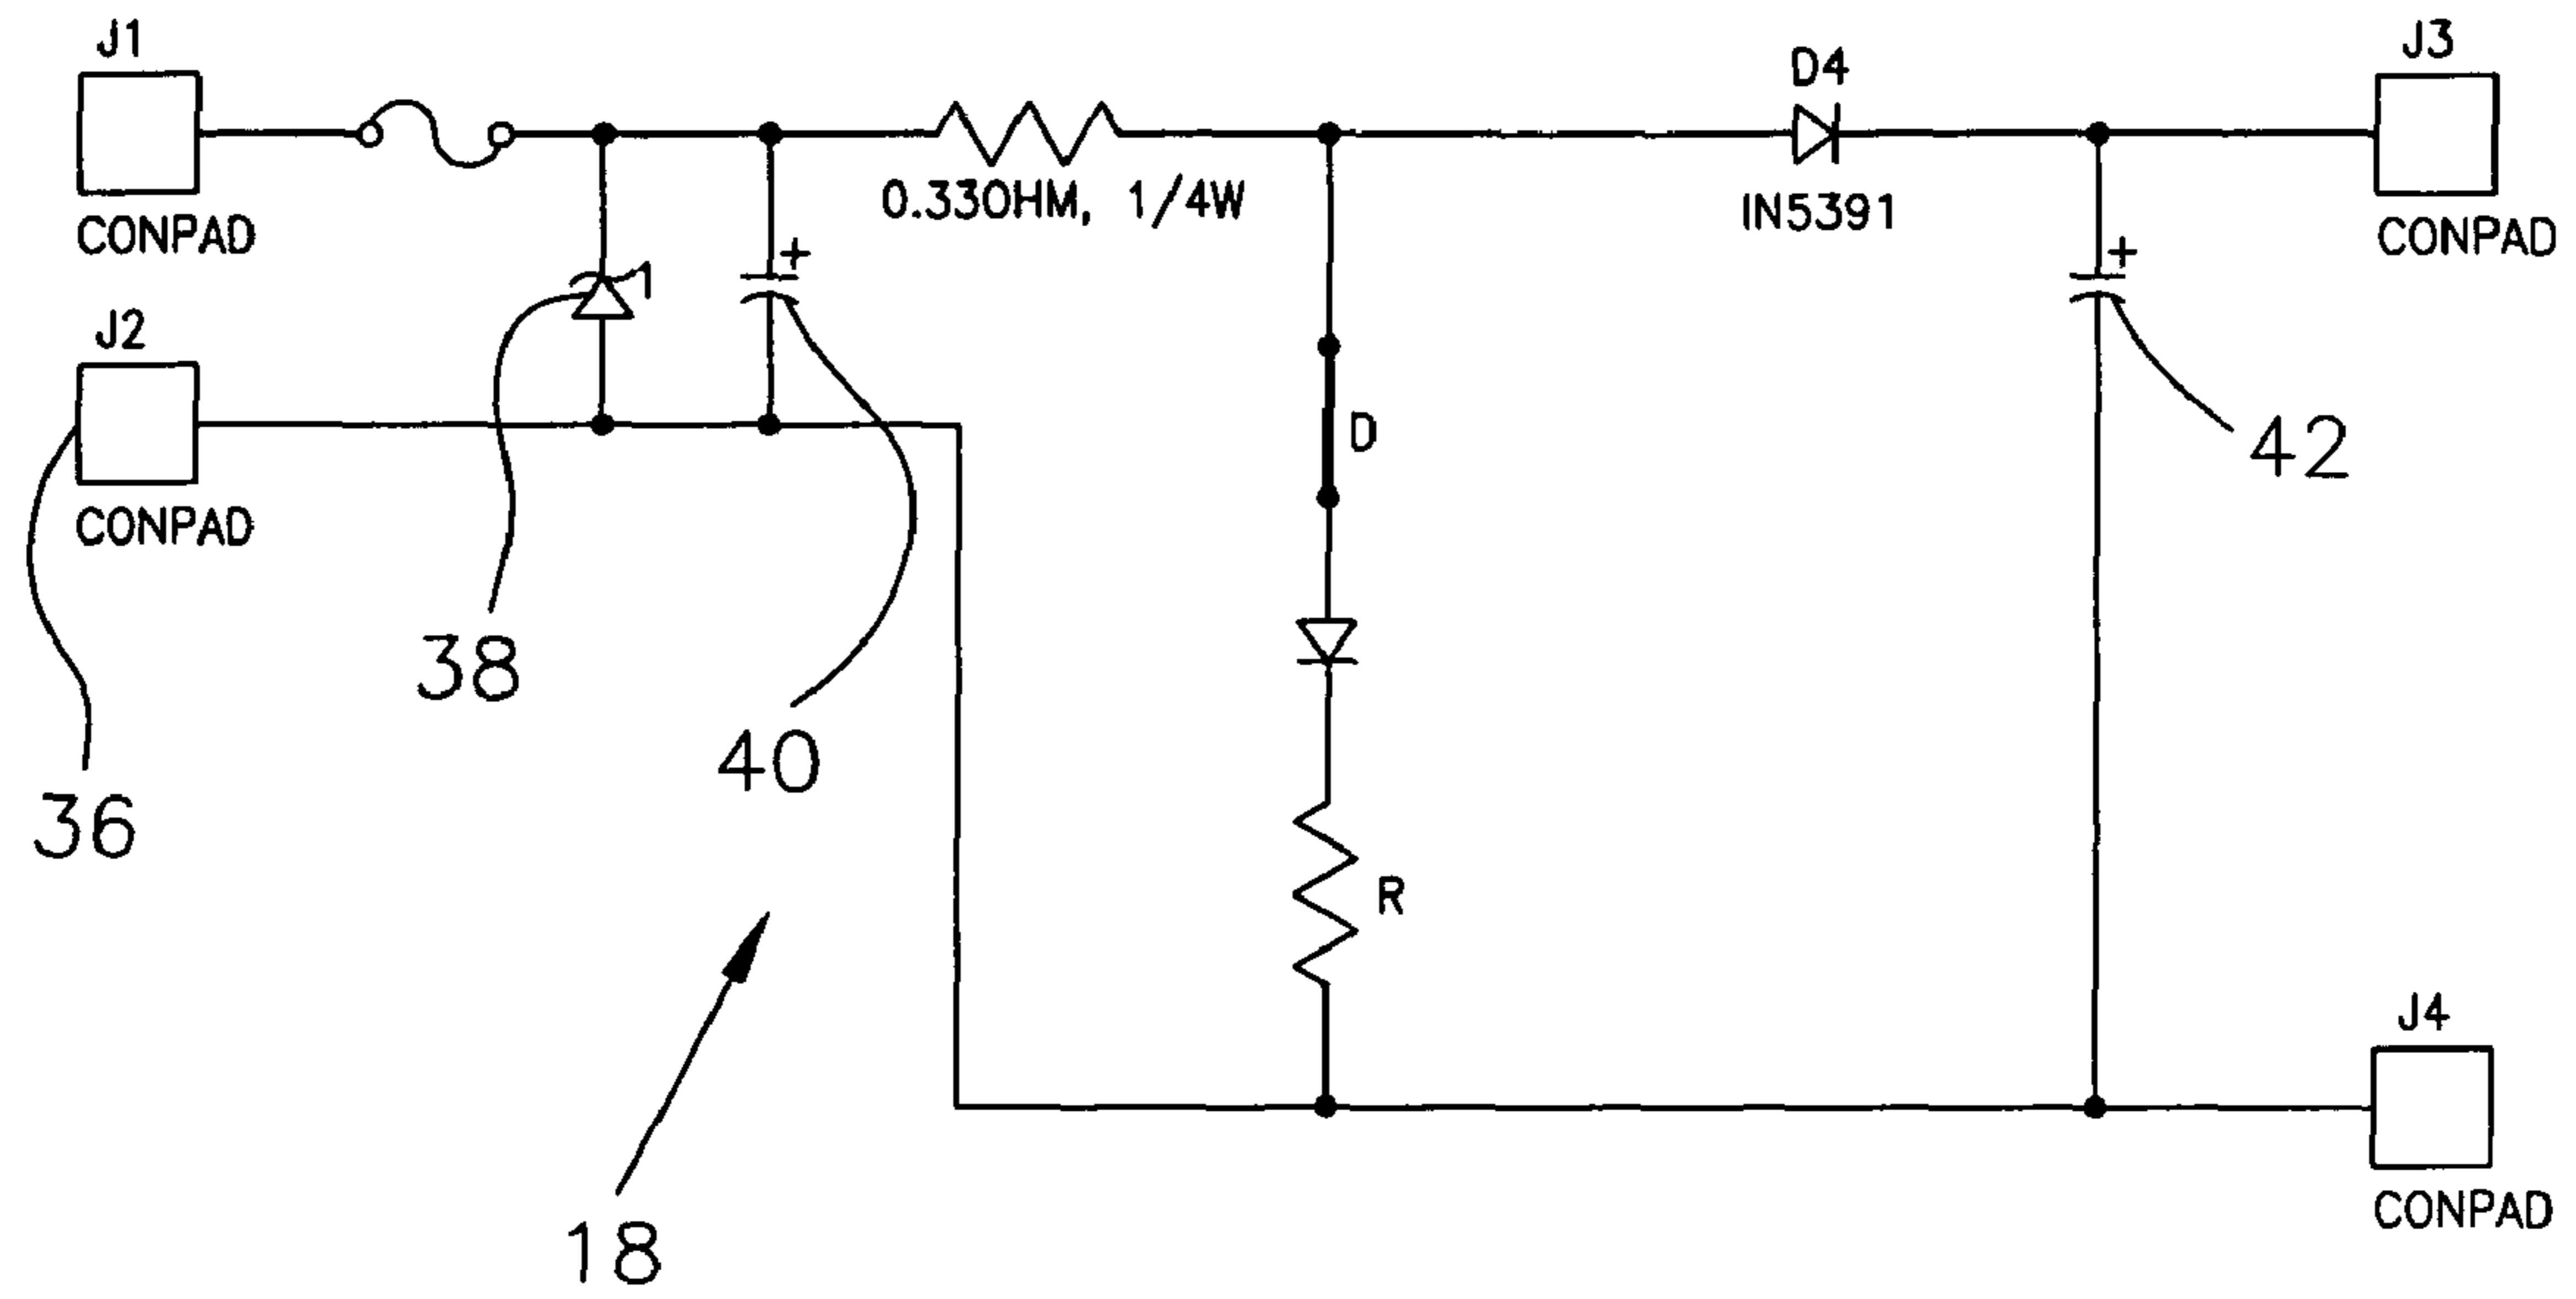 J1
J3
D4
CONPAD
0.33OHM, 1/4W
IN5391
CONPAD
+
+
J2
D
42
CONPAD
38
40
36
R
18
J4
CONPAD